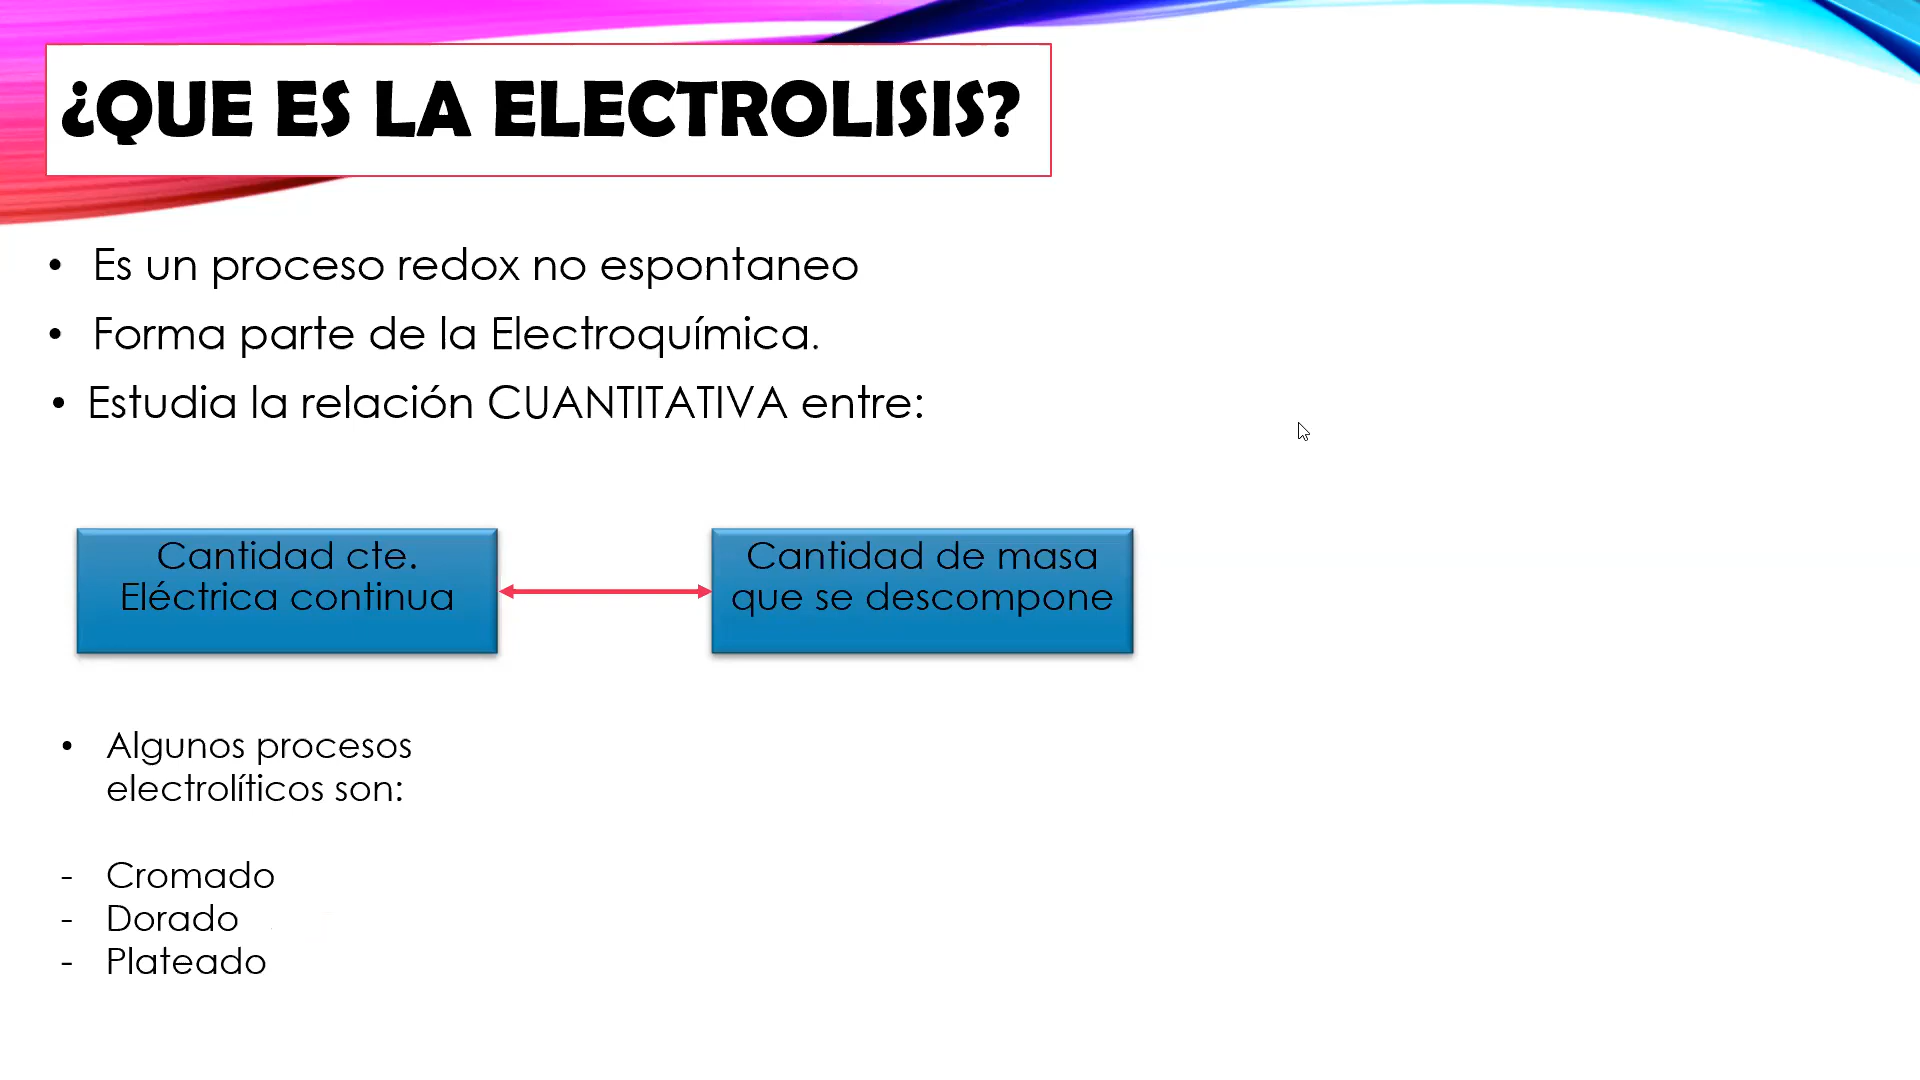 ¿QUE ES LA ELECTROLISIS?
• Es un proceso redox no espontaneo
• Forma parte de la Electroquímica.
• Estudia la relación CUANTITATIVA entre:
Cantidad cte.
Eléctrica continua
Cantidad de masa
que se descompone
• Algunos procesos
electrolíticos son:
- Cromado
- Dorado
- Plateado